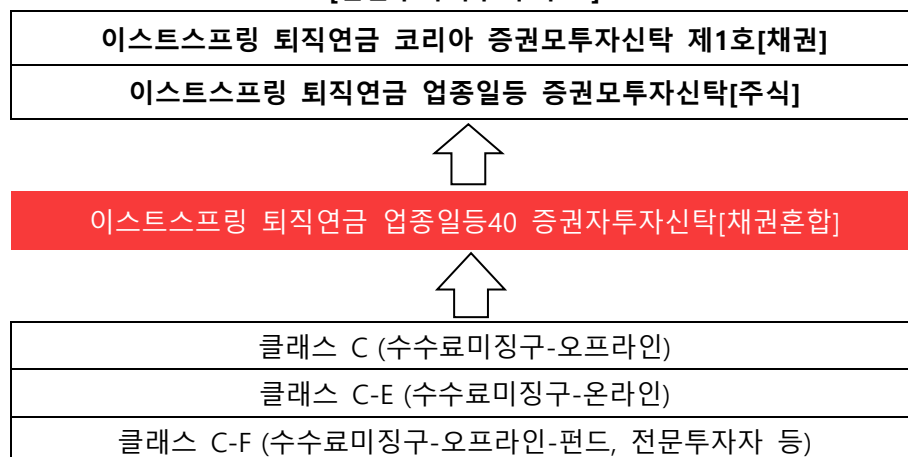 이스트스프링 퇴직연금 코리아 증권모투자신탁 제1호[채권]
이스트스프링 퇴직연금 업종일등 증권모투자신탁[주식]
이스트스프링 퇴직연금 업종일등40 증권자투자신탁[채권혼합]
클래스 C (수수료미징구-오프라인)
클래스 C-E (수수료미징구-온라인)
클래스 C-F (수수료미징구-오프라인-펀드, 전문투자자 등)